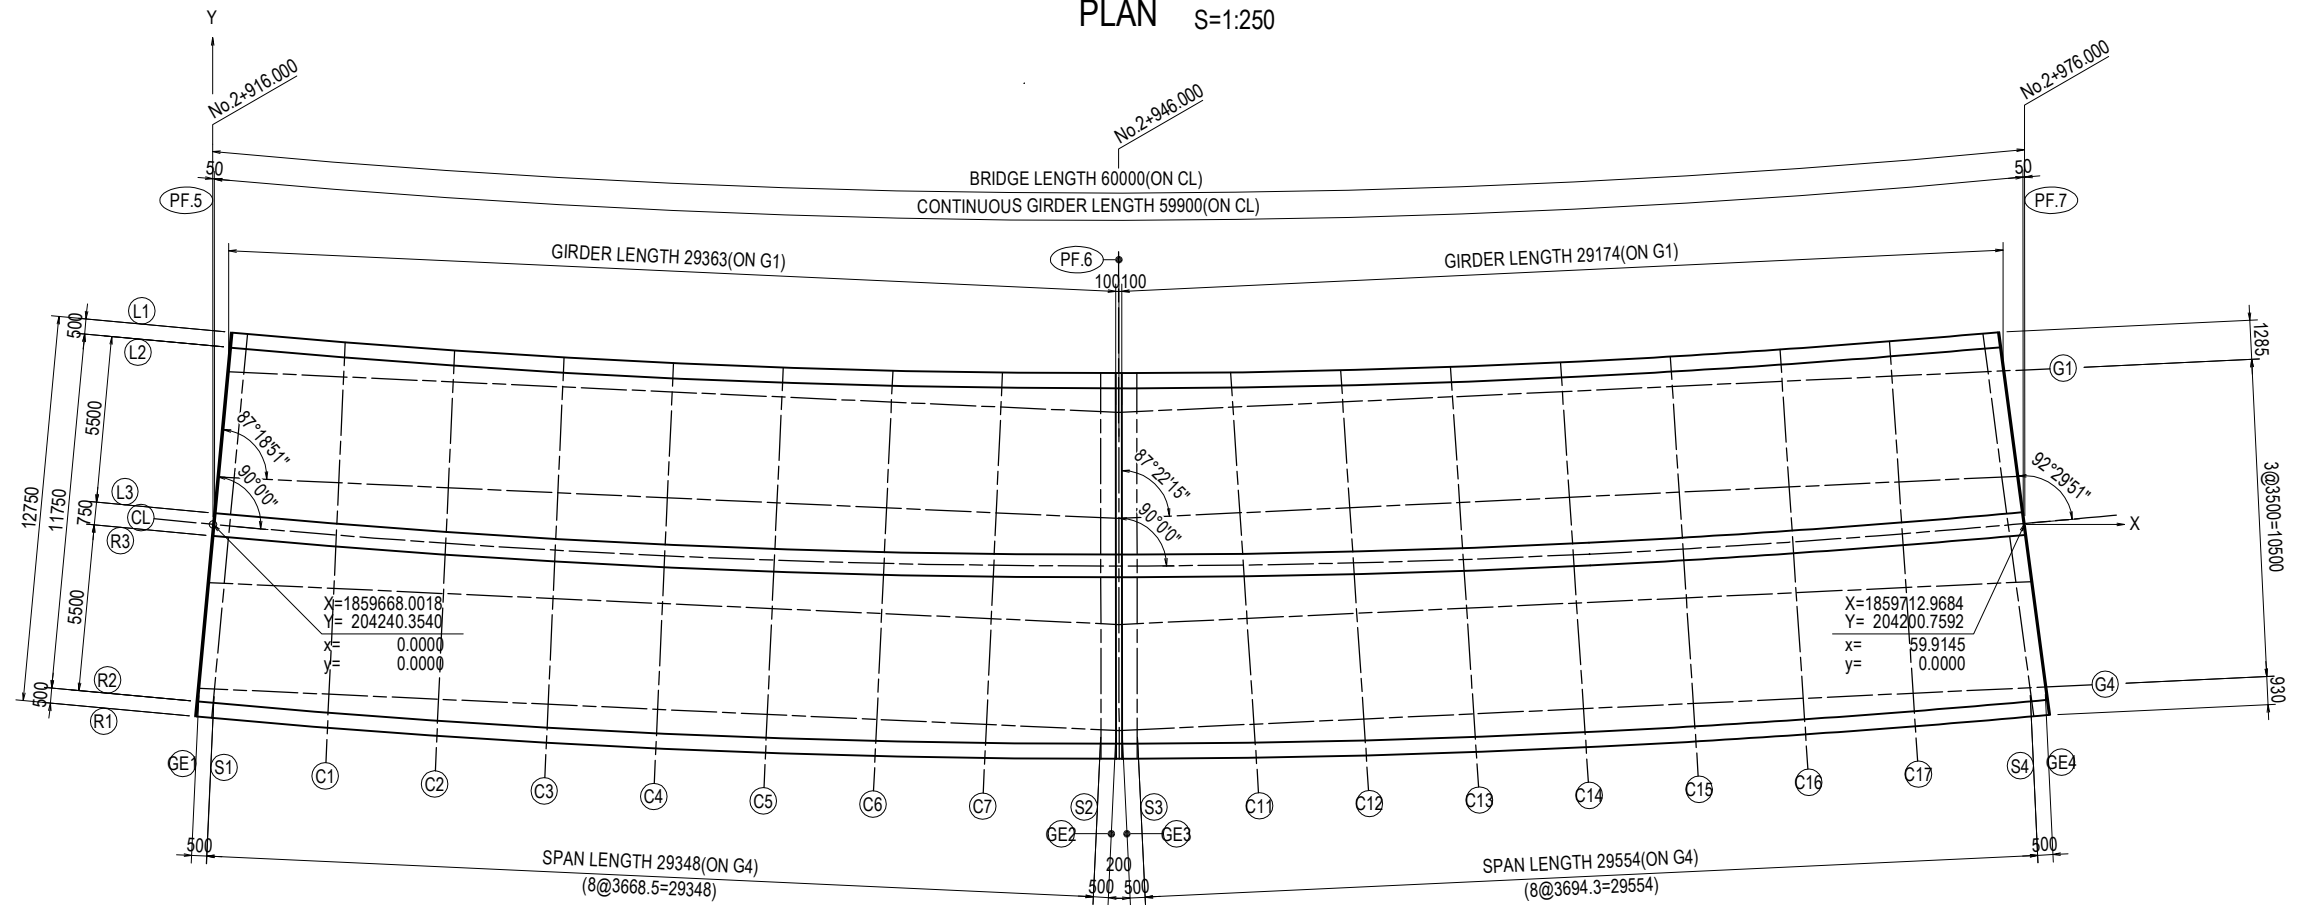 PLAN S=1:250
Y
No.2+916.000
No.2+946.000
No.2+976.000
50
BRIDGE LENGTH 60000(ON CL)
50
PF.5
CONTINUOUS GIRDER LENGTH 59900(ON CL)
PF.7
GIRDER LENGTH 29363(ON G1)
PF.6
GIRDER LENGTH 29174(ON G1)
100
100
L1
500
L2
1285
G1
5500
87°18'51"
90°0'0"
87°22'15"
90°0'0"
92°29'51"
12750
11750
L3
750
CL
R3
X
3@3500=10500
5500
X=1859668.0018
Y= 204240.3540
x= 0.0000
y= 0.0000
X=1859712.9684
Y= 204200.7592
x= 59.9145
y= 0.0000
R2
500
R1
G4
930
GE1
S1
C1
C2
C3
C4
C5
C6
C7
S2
S3
C11
C12
C13
C14
C15
C16
C17
S4
GE4
GE2
GE3
500
SPAN LENGTH 29348(ON G4)
(8@3668.5=29348)
200
500
500
SPAN LENGTH 29554(ON G4)
(8@3694.3=29554)
500